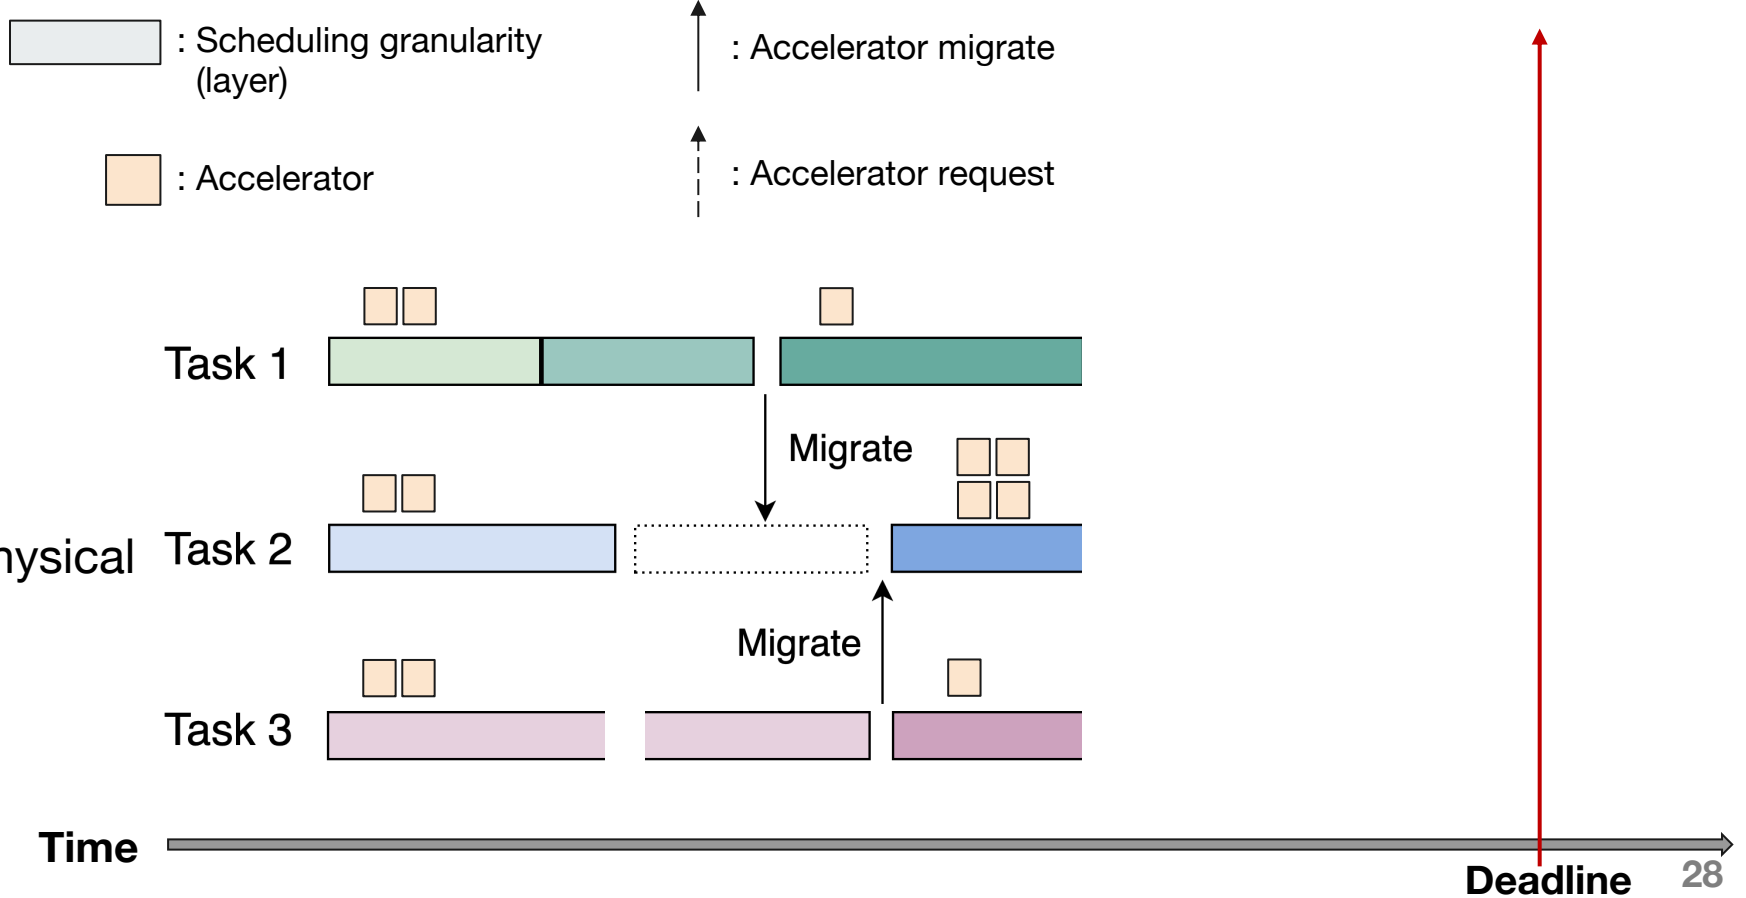 : Scheduling granularity
(layer)
: Accelerator migrate
: Accelerator
: Accelerator request
Task 1
Migrate
hysical
Task 2
Migrate
Task 3
Time
Deadline
28